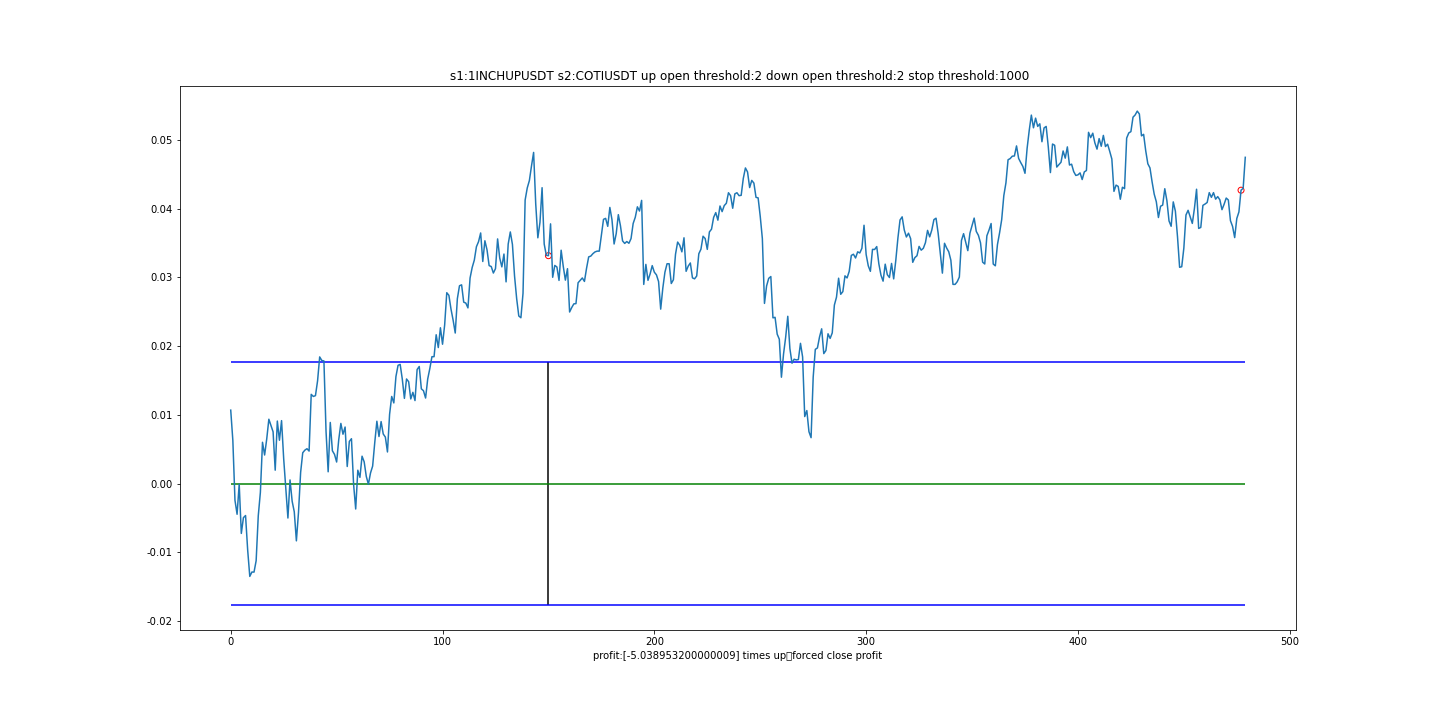 s1:1INCHUPUSDT s2:COTIUSDT up open threshold:2 down open threshold:2 stop threshold:1000
0.05
0.04
0.03
0.02
0.01
0.00
-0.01
-0.02
0 100 200 300 400 500
profit:[-5.038953200000009] times up▯forced close profit